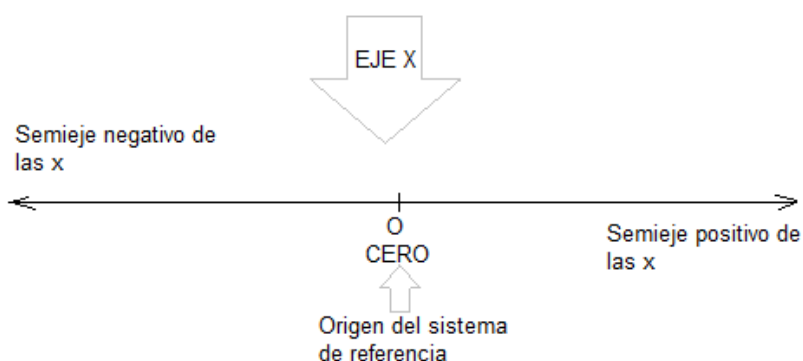 EJE X
Semieje negativo de
las x
O
CERO
Semieje positivo de
las x
Origen del sistema
de referencia